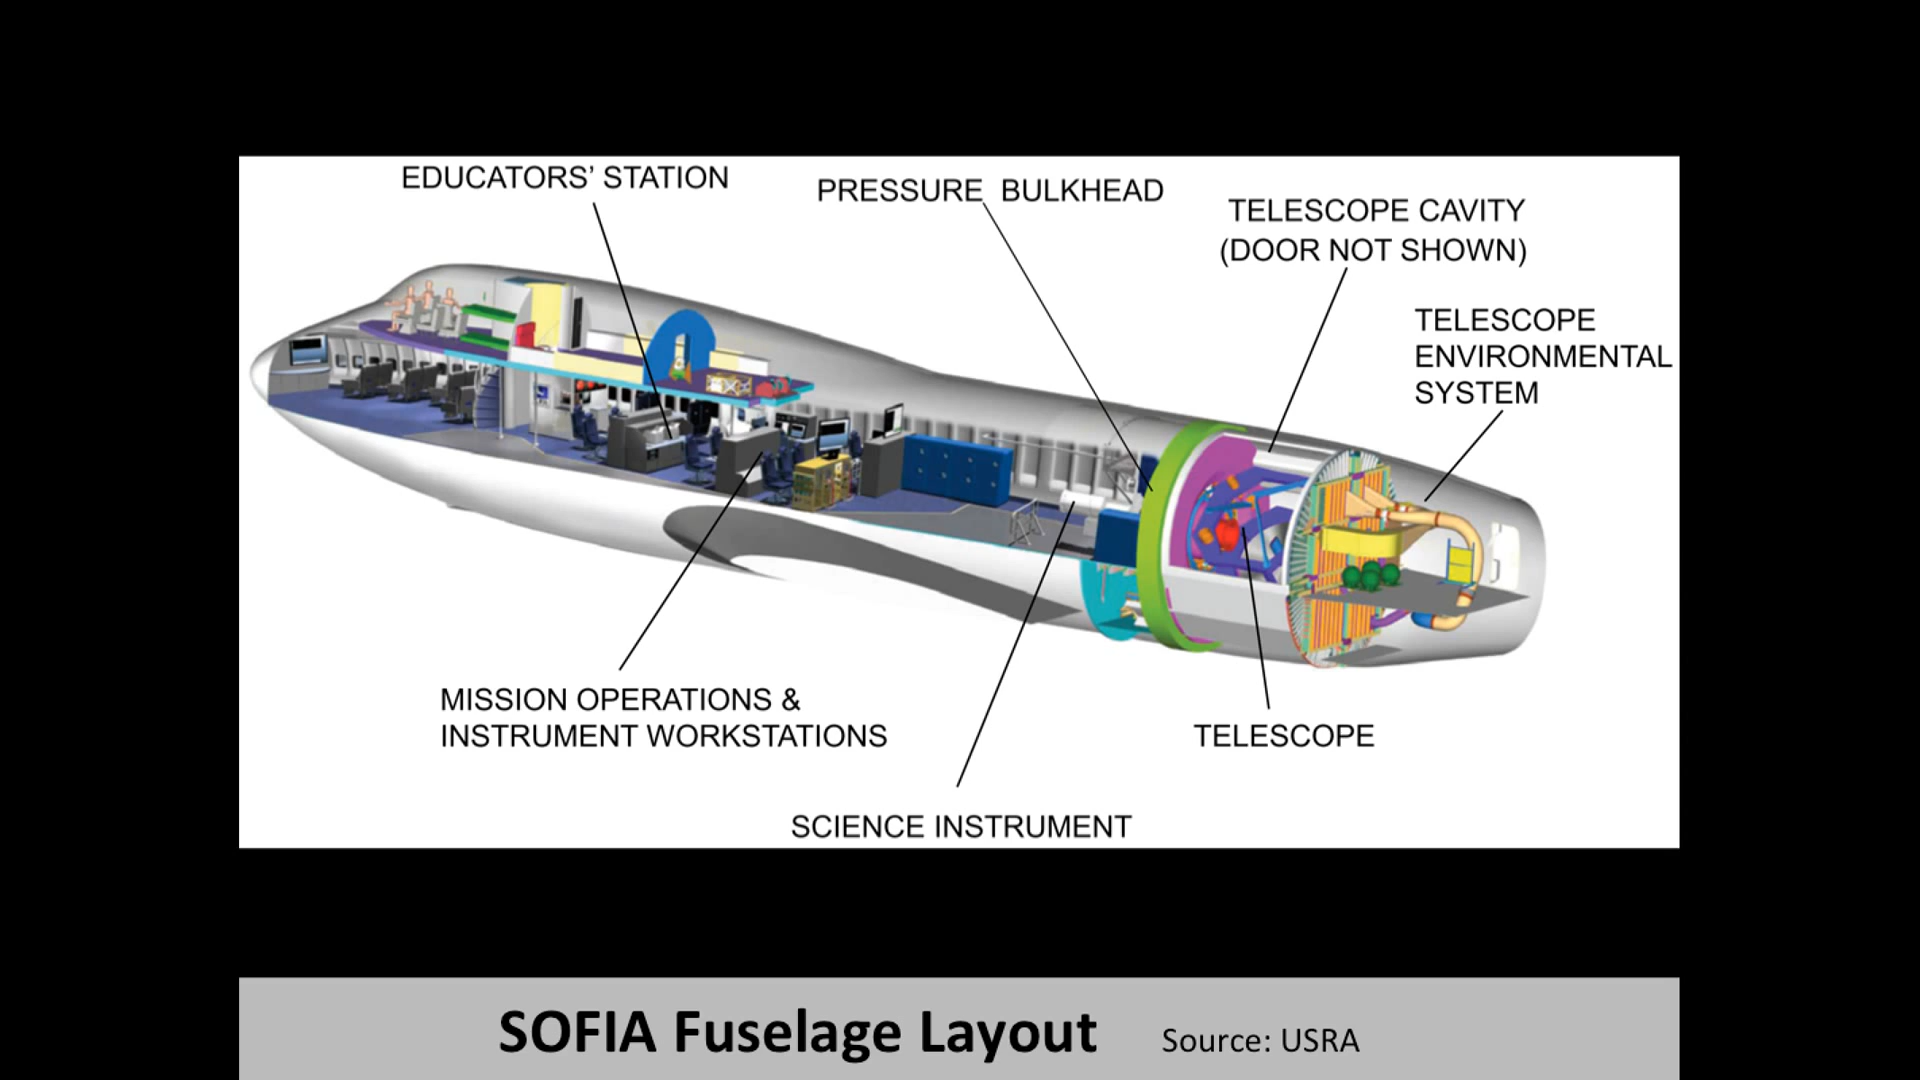 EDUCATORS’ STATION
PRESSURE BULKHEAD
TELESCOPE CAVITY
(DOOR NOT SHOWN)
TELESCOPE
ENVIRONMENTAL
SYSTEM
MISSION OPERATIONS &
INSTRUMENT WORKSTATIONS
TELESCOPE
SCIENCE INSTRUMENT
SOFIA Fuselage Layout Source: USRA